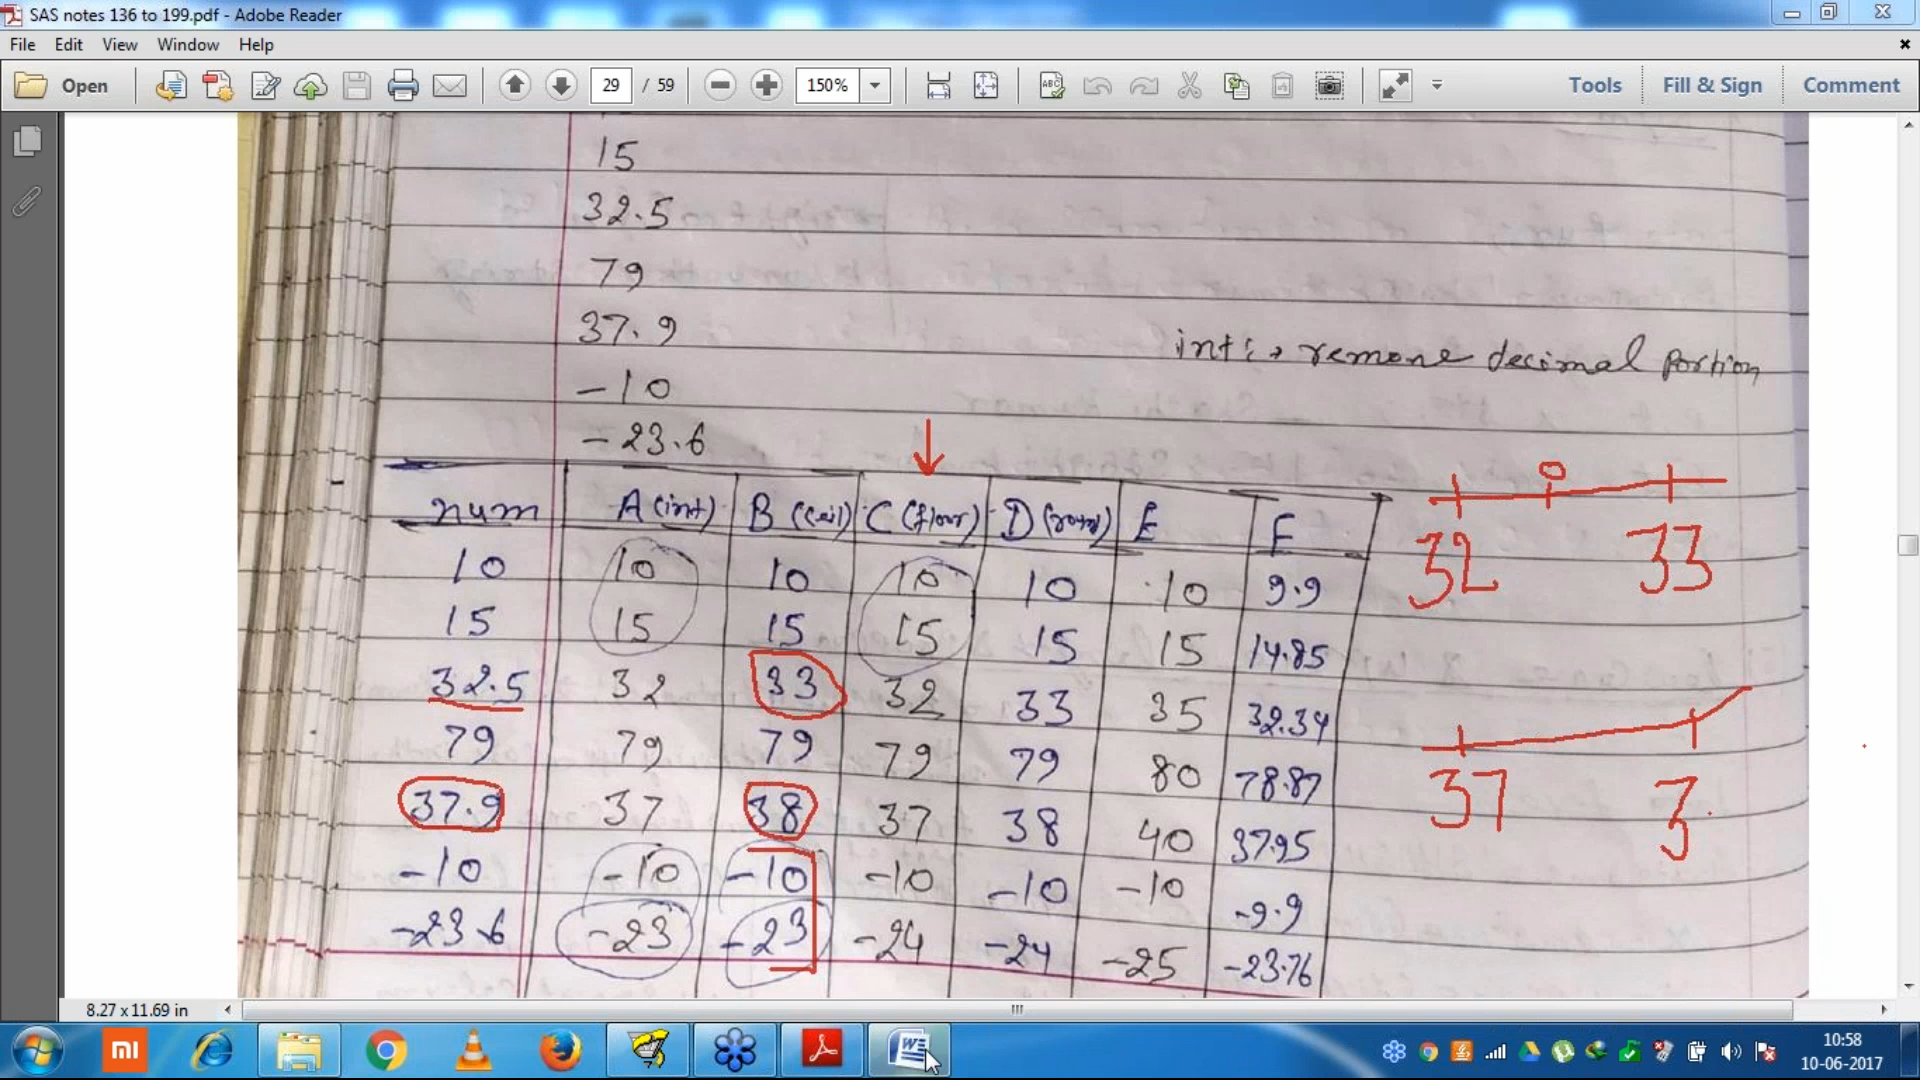 SAS notes 136 to 199.pdf - Adobe Reader
File Edit View Window Help
Open 29 / 59 150% Tools Fill & Sign Comment
15
32.5
79
37.9
int: → remone decimal portion
-10
-23.6
num A (int) B (ceil) C (flour) D (rond) E F
10 10 10 10 10 10 9.9
15 15 15 15 15 15 14.85
32.5 32 33 32 33 35 32.34
79 79 79 79 79 80 78.87
37.9 37 38 37 38 40 37.95
-10 -10 -10 -10 -10 -10 -9.9
-23.6 -23 -23 -24 -24 -25 -23.76
32 33
37 3
8.27 x 11.69 in
10:58
10-06-2017